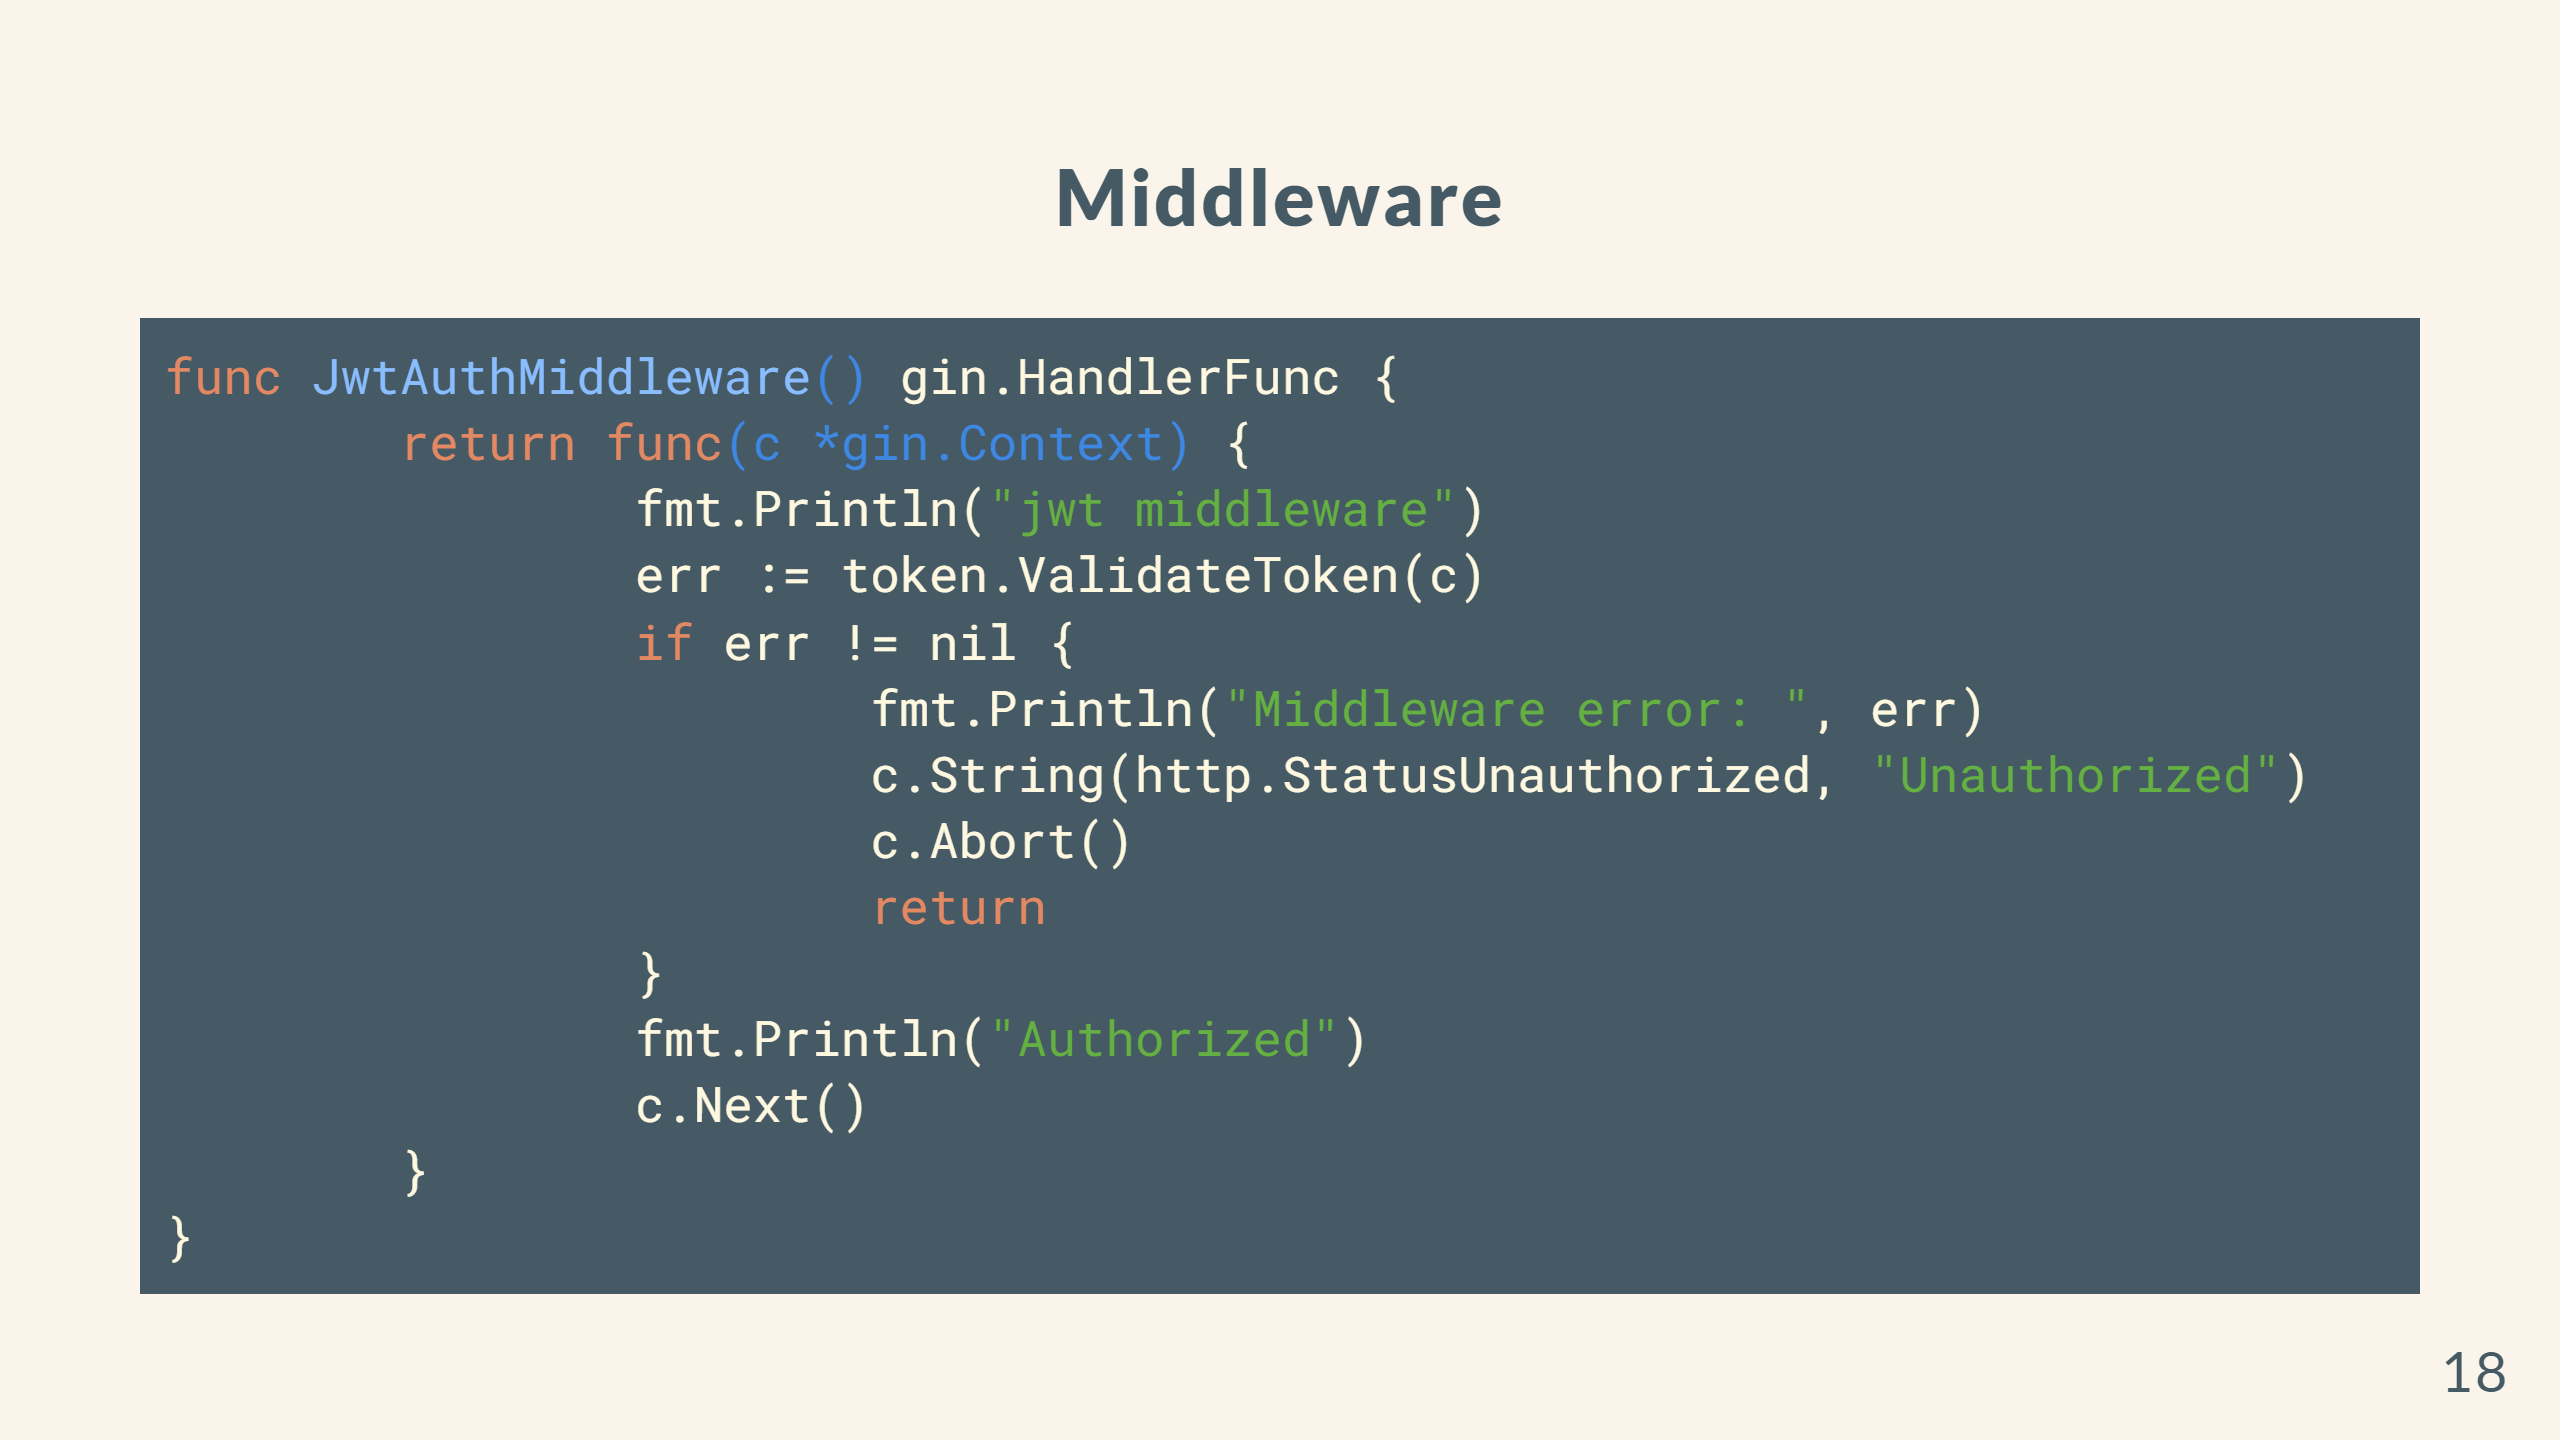 Middleware
func JwtAuthMiddleware() gin.HandlerFunc {
        return func(c *gin.Context) {
                fmt.Println("jwt middleware")
                err := token.ValidateToken(c)
                if err != nil {
                        fmt.Println("Middleware error: ", err)
                        c.String(http.StatusUnauthorized, "Unauthorized")
                        c.Abort()
                        return
                }
                fmt.Println("Authorized")
                c.Next()
        }
}
18